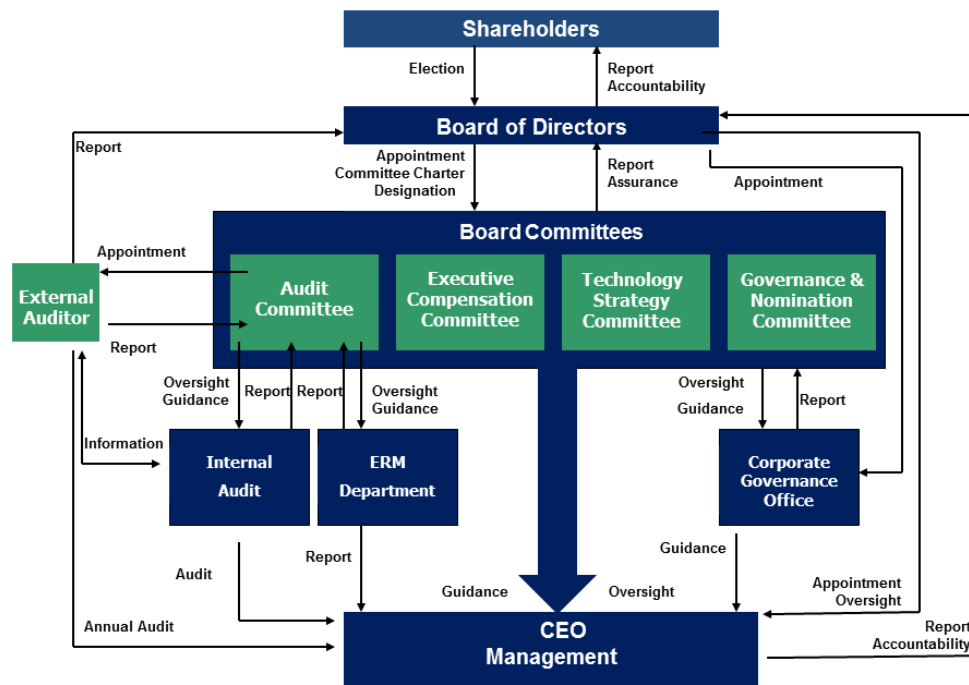 Shareholders
Election
Report
Accountability
Board of Directors
Report
Appointment
Committee Charter
Designation
Report
Assurance
Appointment
Board Committees
Appointment
External
Auditor
Audit
Committee
Executive
Compensation
Committee
Technology
Strategy
Committee
Governance &
Nomination
Committee
Report
Oversight
Guidance
Report
Report
Oversight
Guidance
Oversight
Guidance
Report
Information
Internal
Audit
ERM
Department
Corporate
Governance
Office
Report
Guidance
Audit
Guidance
Oversight
Appointment
Oversight
Annual Audit
CEO
Management
Report
Accountability